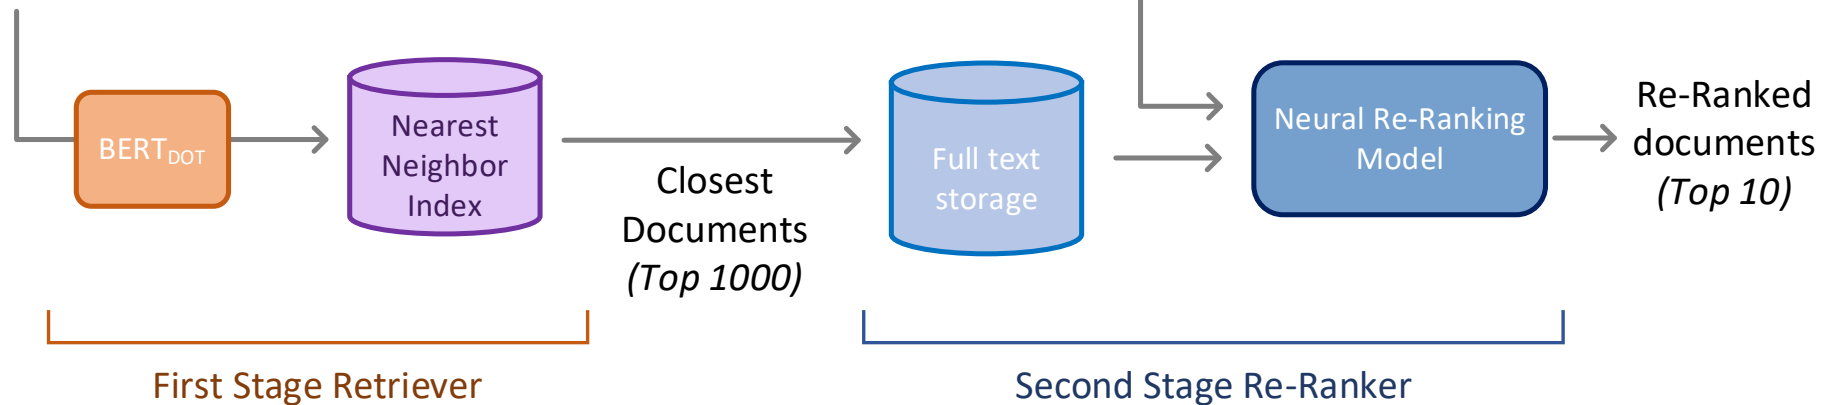 BERT_DOT
Nearest
Neighbor
Index
Closest
Documents
(Top 1000)
Full text
storage
Neural Re-Ranking
Model
Re-Ranked
documents
(Top 10)
First Stage Retriever
Second Stage Re-Ranker